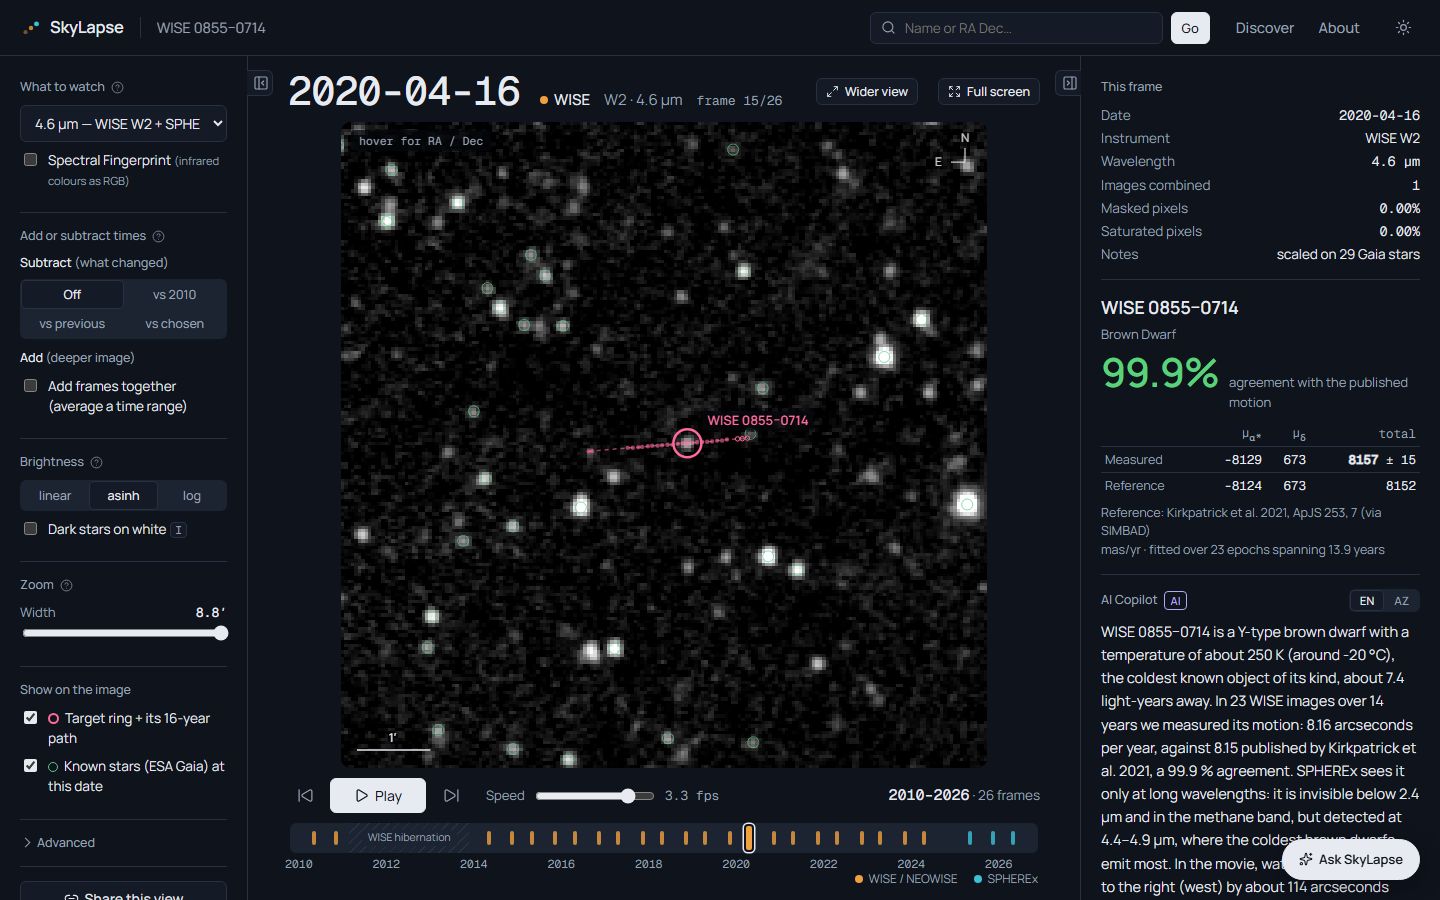 SkyLapse
WISE 0855−0714
Name or RA Dec...
Go
Discover
About
What to watch
4.6 µm — WISE W2 + SPHE
Spectral Fingerprint (infrared
colours as RGB)
Add or subtract times
Subtract (what changed)
Off
vs 2010
vs previous
vs chosen
Add (deeper image)
Add frames together
(average a time range)
Brightness
linear
asinh
log
Dark stars on white I
Zoom
Width 8.8′
Show on the image
Target ring + its 16-year
path
Known stars (ESA Gaia) at
this date
Advanced
Share this view
2020-04-16
WISE W2 · 4.6 µm frame 15/26
Wider view
Full screen
hover for RA / Dec
N
E
WISE 0855−0714
1′
Play
Speed
3.3 fps
2010–2026 · 26 frames
WISE hibernation
2010 2012 2014 2016 2018 2020 2022 2024 2026
WISE / NEOWISE
SPHEREx
This frame
Date 2020-04-16
Instrument WISE W2
Wavelength 4.6 µm
Images combined 1
Masked pixels 0.00%
Saturated pixels 0.00%
Notes scaled on 29 Gaia stars
WISE 0855−0714
Brown Dwarf
99.9% agreement with the published
motion
µα* µδ total
Measured -8129 673 8157 ± 15
Reference -8124 673 8152
Reference: Kirkpatrick et al. 2021, ApJS 253, 7 (via
SIMBAD)
mas/yr · fitted over 23 epochs spanning 13.9 years
AI Copilot AI
EN
AZ
WISE 0855−0714 is a Y-type brown dwarf with a
temperature of about 250 K (around -20 °C),
the coldest known object of its kind, about 7.4
light-years away. In 23 WISE images over 14
years we measured its motion: 8.16 arcseconds
per year, against 8.15 published by Kirkpatrick et
al. 2021, a 99.9 % agreement. SPHEREx sees it
only at long wavelengths: it is invisible below 2.4
µm and in the methane band, but detected at
4.4–4.9 µm, where the coldest brown dwarfs
emit most. In the movie, wat
to the right (west) by about 114 arcseconds
Ask SkyLapse